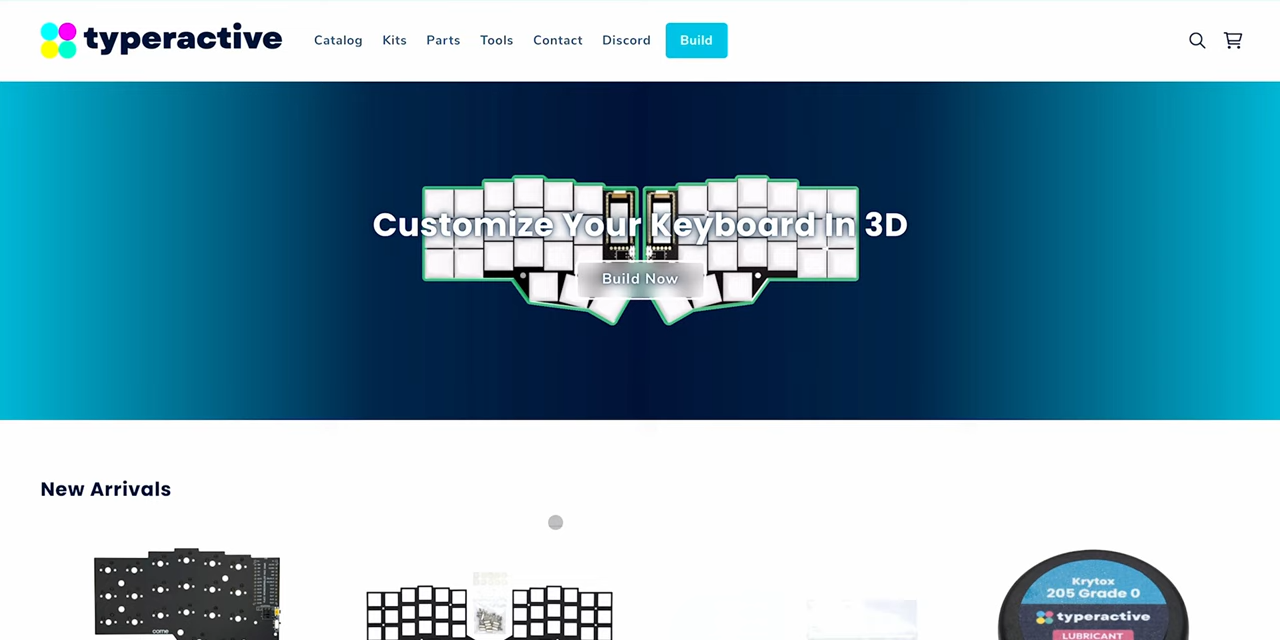 typeractive
Catalog Kits Parts Tools Contact Discord Build
Customize Your Keyboard In 3D
Build Now
New Arrivals
Krytox
205 Grade 0
typeractive
LUBRICANT
corne